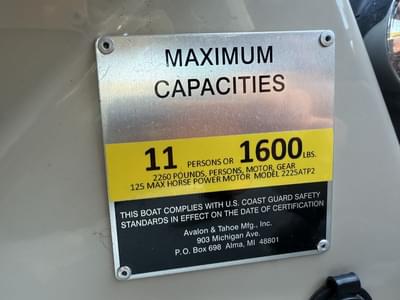 MAXIMUM
CAPACITIES
11 PERSONS OR 1600 LBS.
2260 POUNDS, PERSONS, MOTOR, GEAR
125 MAX HORSE POWER MOTOR MODEL 2225ATP2
THIS BOAT COMPLIES WITH U.S. COAST GUARD SAFETY
STANDARDS IN EFFECT ON THE DATE OF CERTIFICATION
Avalon & Tahoe Mfg., Inc.
903 Michigan Ave.
P.O. Box 698 Alma, MI 48801